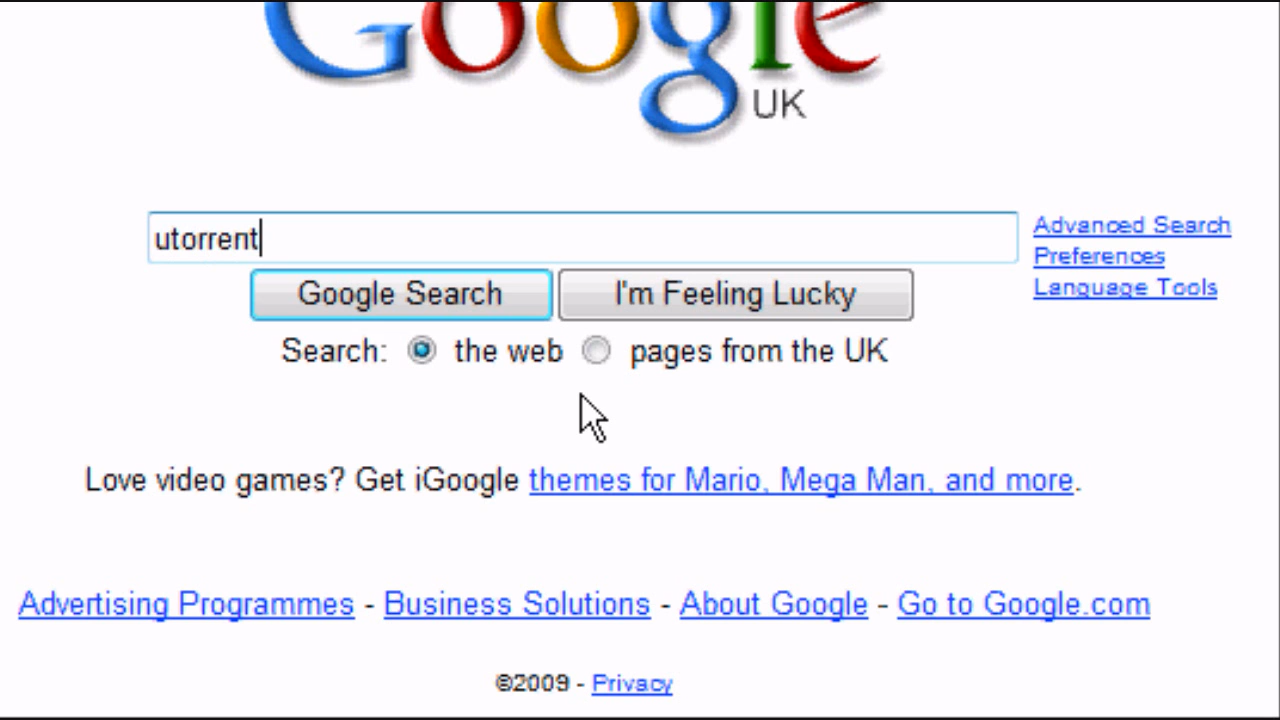 Google
UK
utorrent
Advanced Search
Preferences
Language Tools
Google Search
I'm Feeling Lucky
Search: the web pages from the UK
Love video games? Get iGoogle themes for Mario, Mega Man, and more.
Advertising Programmes - Business Solutions - About Google - Go to Google.com
©2009 - Privacy